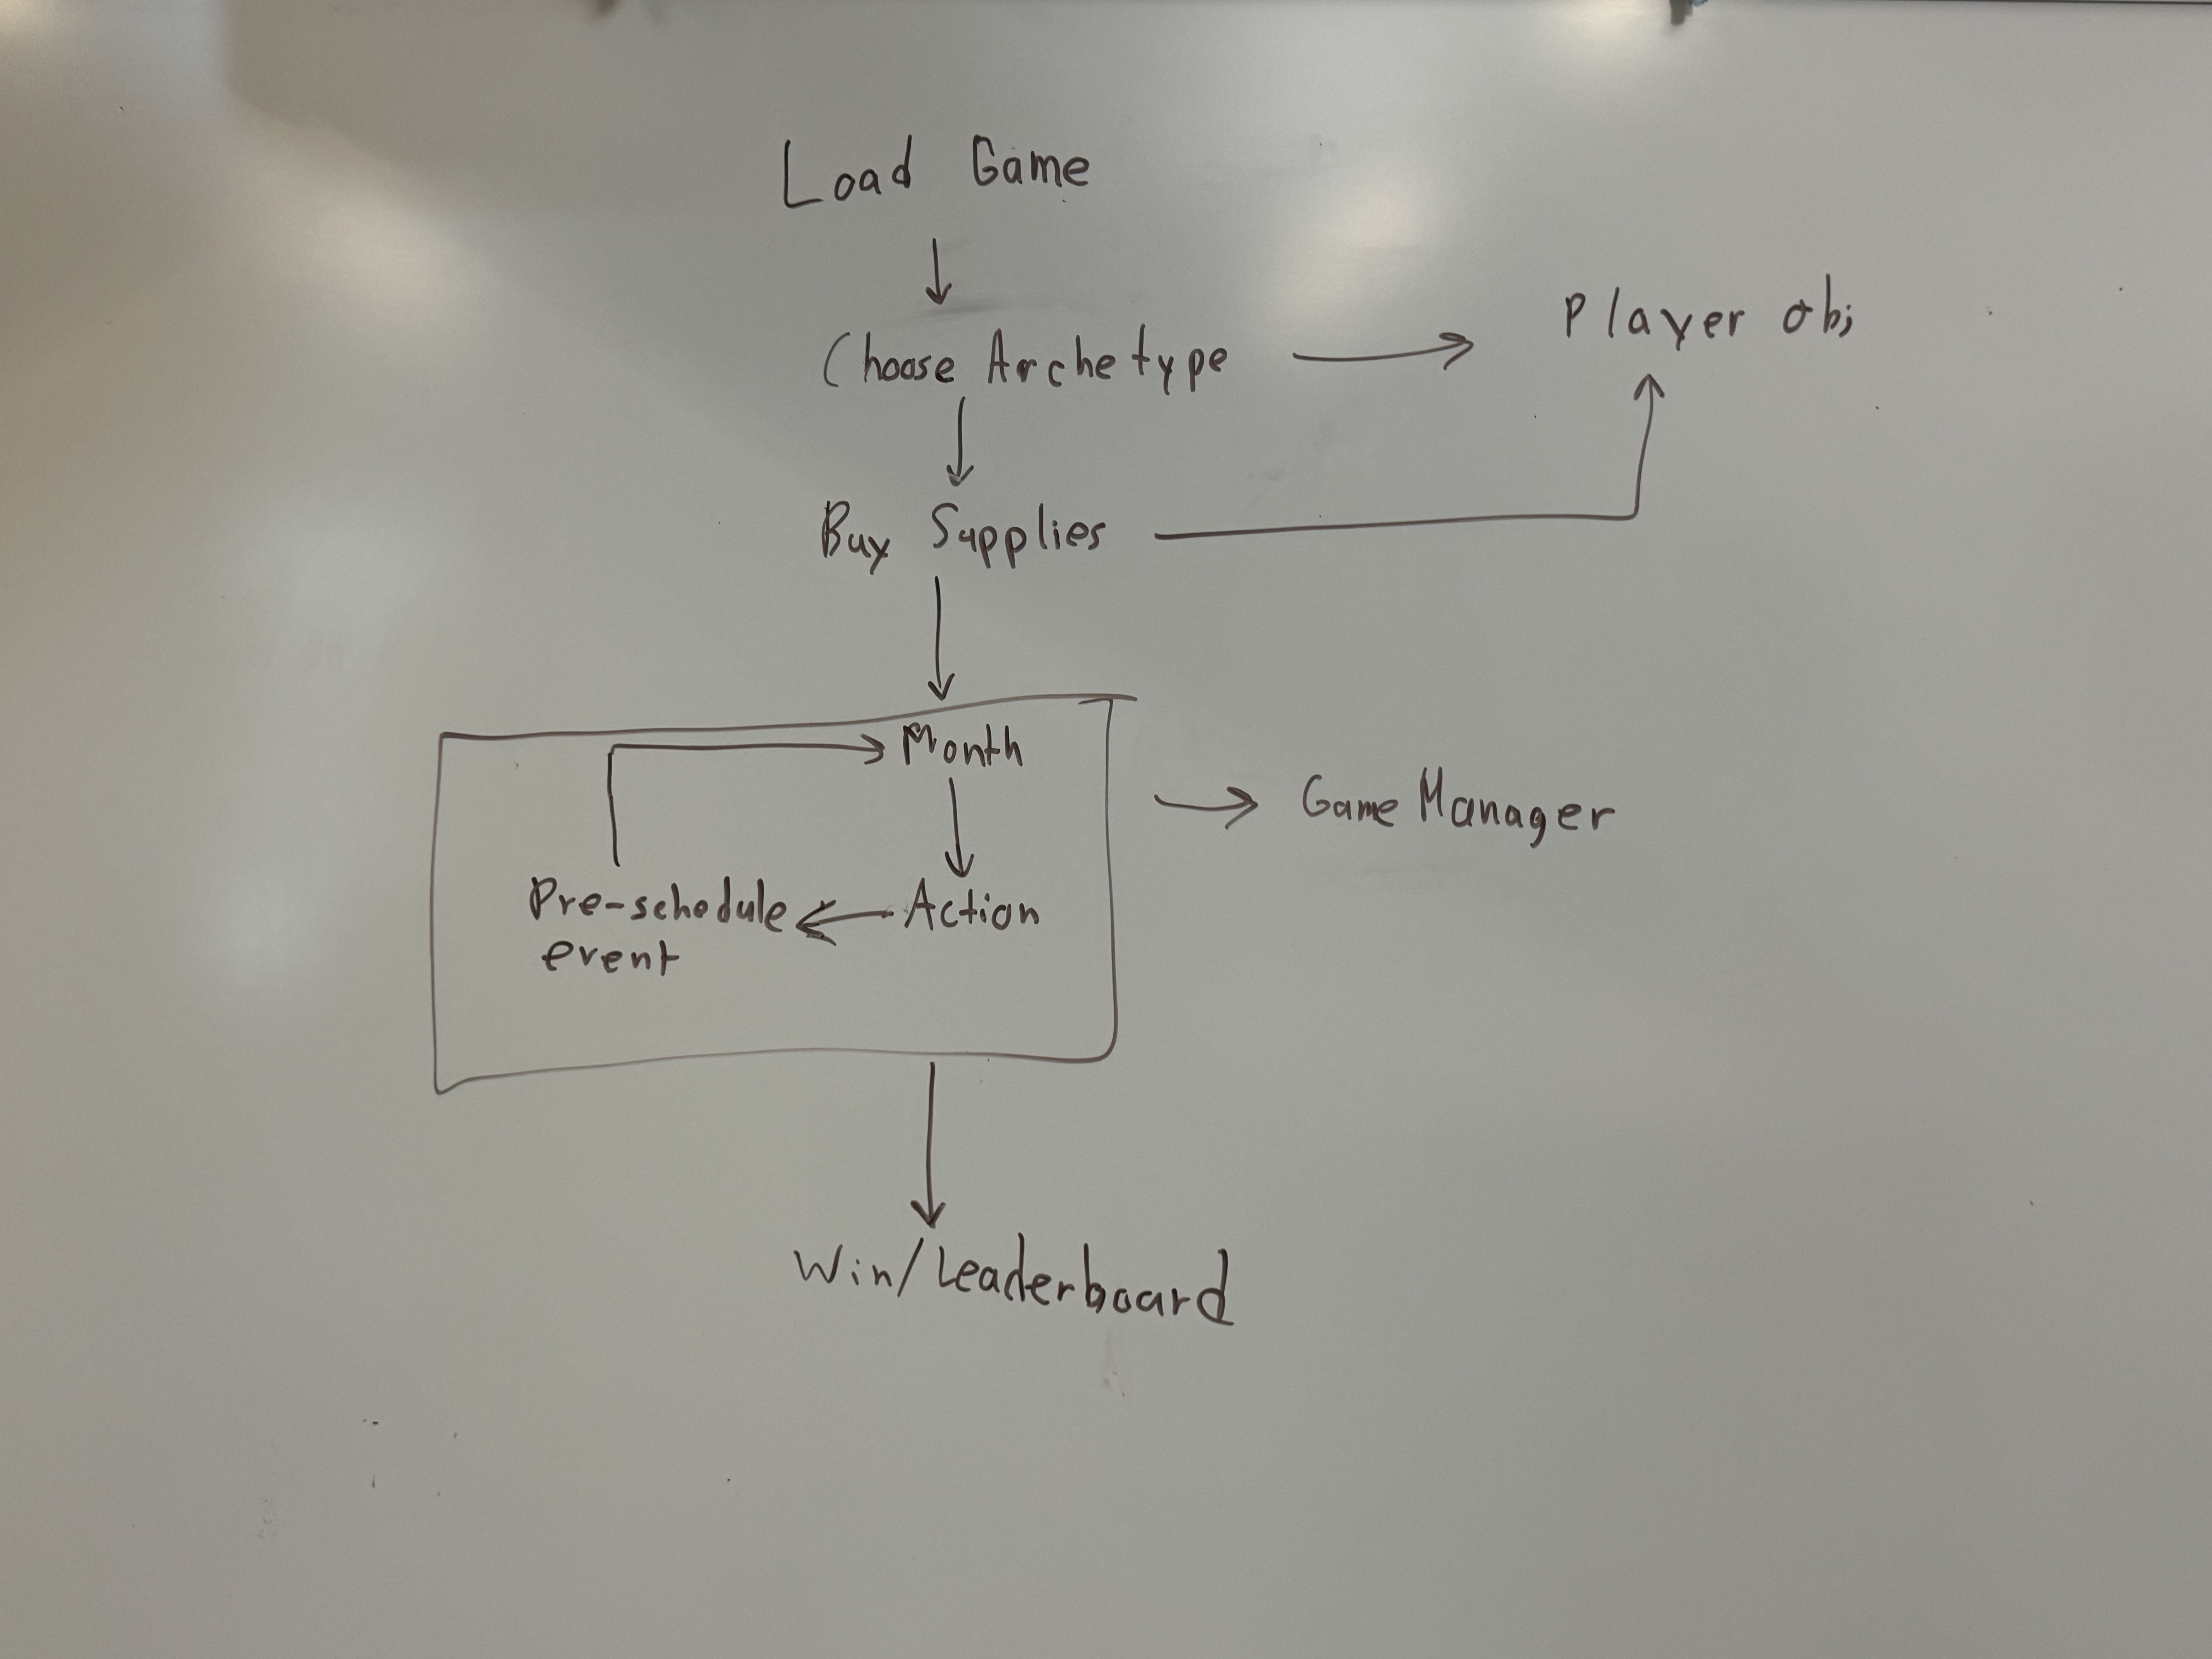 Load Game
Choose Archetype
Player obj
Buy Supplies
Month
Game Manager
Pre-schedule
event
Action
Win/Leaderboard